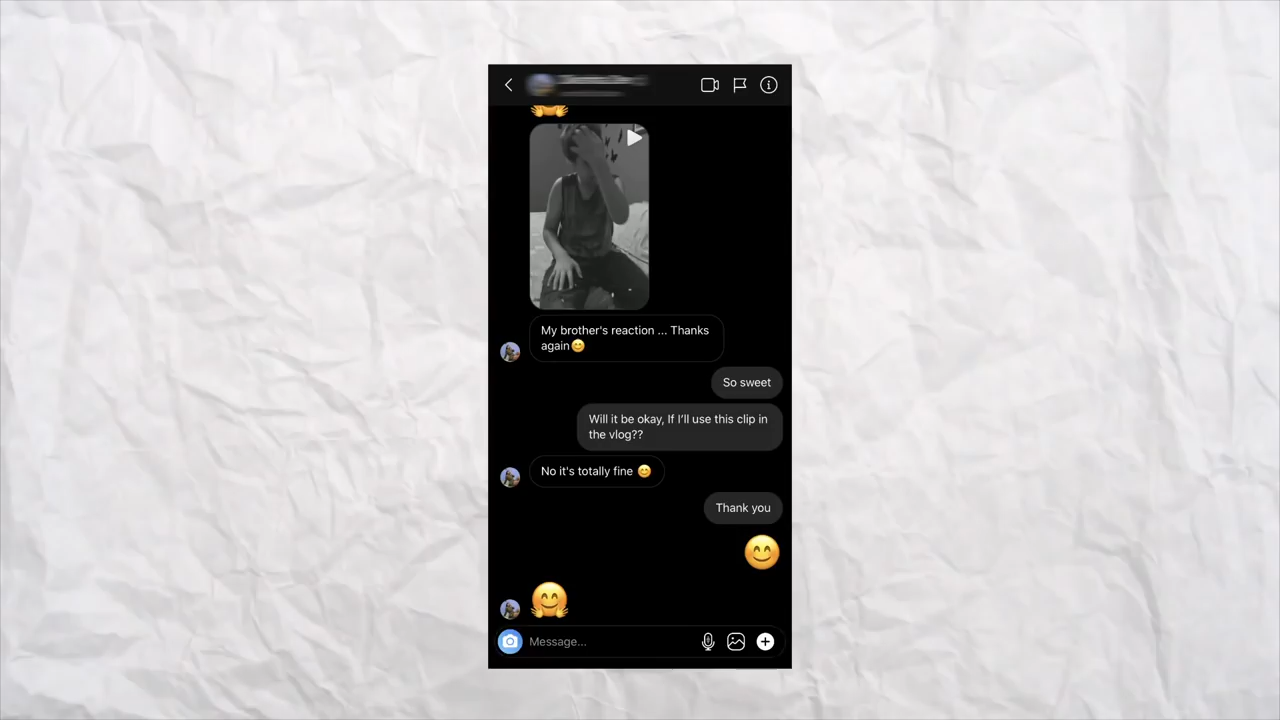 My brother's reaction ... Thanks
again😊
So sweet
Will it be okay, If I'll use this clip in
the vlog??
No it's totally fine 😊
Thank you
Message...